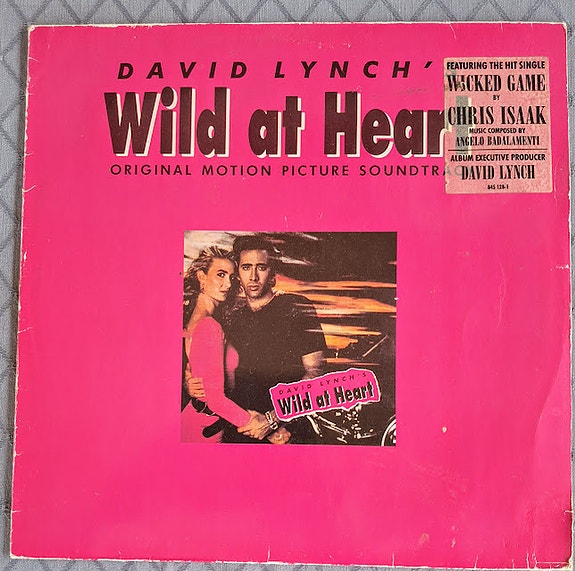 DAVID LYNCH'
Wild at Hear
ORIGINAL MOTION PICTURE SOUNDTRAC
FEATURING THE HIT SINGLE
WICKED GAME
BY
CHRIS ISAAK
MUSIC COMPOSED BY
ANGELO BADALAMENTI
ALBUM EXECUTIVE PRODUCER
DAVID LYNCH
845 128-1
DAVID LYNCH'S
Wild at Heart